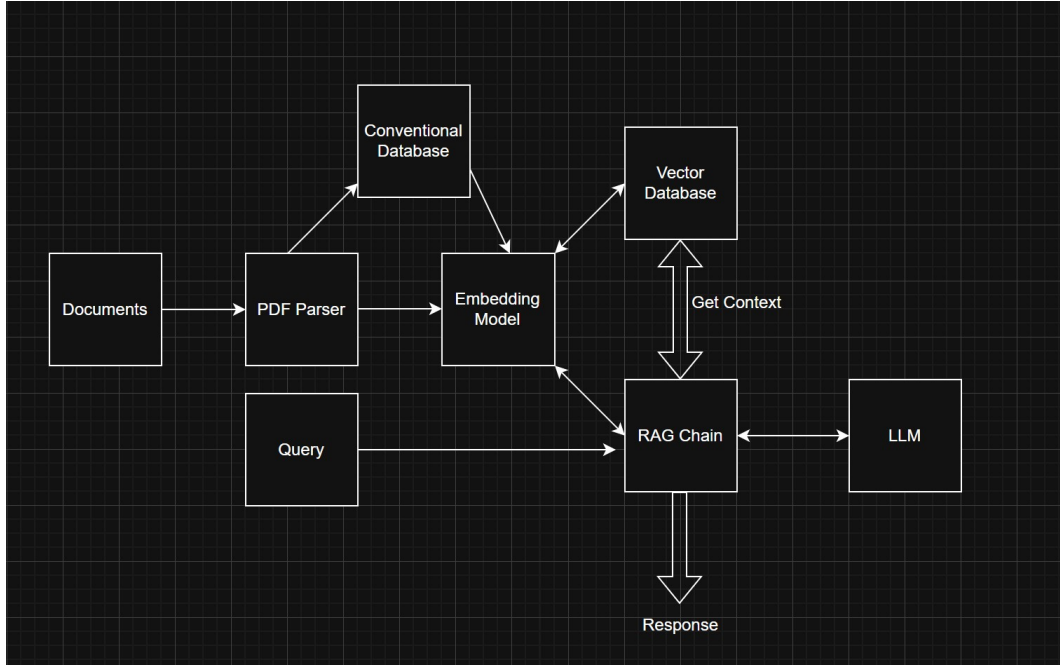 Conventional
Database
Vector
Database
Documents
PDF Parser
Embedding
Model
Get Context
Query
RAG Chain
LLM
Response